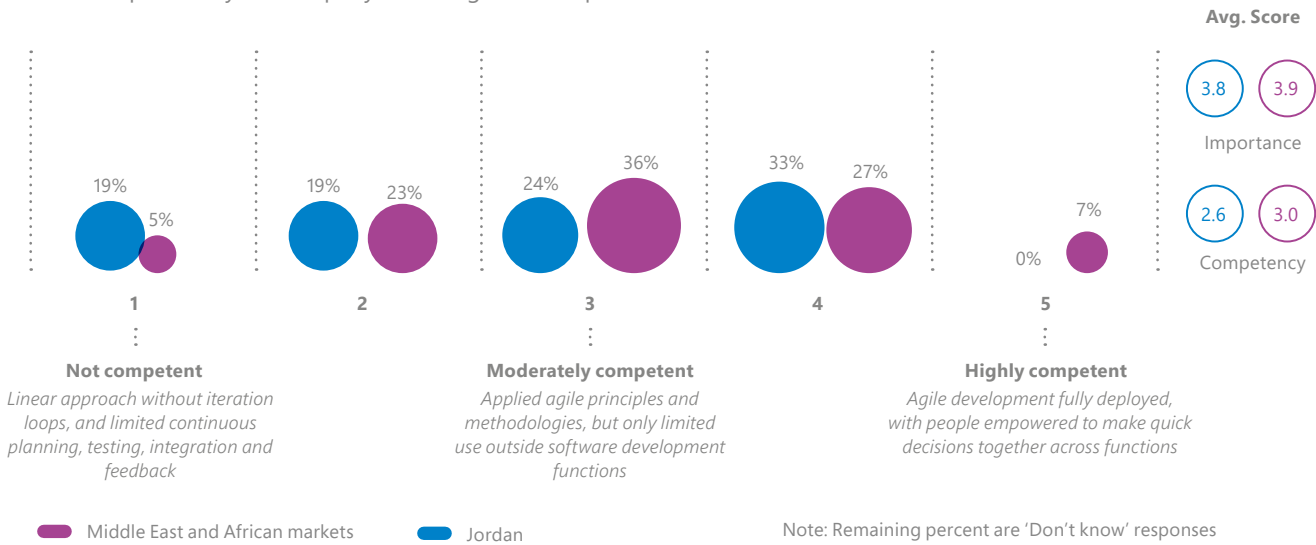 Avg. Score
3.8 3.9
Importance
19% 5% 19% 23% 24% 36% 33% 27% 0% 7%
2.6 3.0
Competency
1 2 3 4 5
Not competent
Linear approach without iteration
loops, and limited continuous
planning, testing, integration and
feedback
Moderately competent
Applied agile principles and
methodologies, but only limited
use outside software development
functions
Highly competent
Agile development fully deployed,
with people empowered to make quick
decisions together across functions
Middle East and African markets
Jordan
Note: Remaining percent are ‘Don’t know’ responses